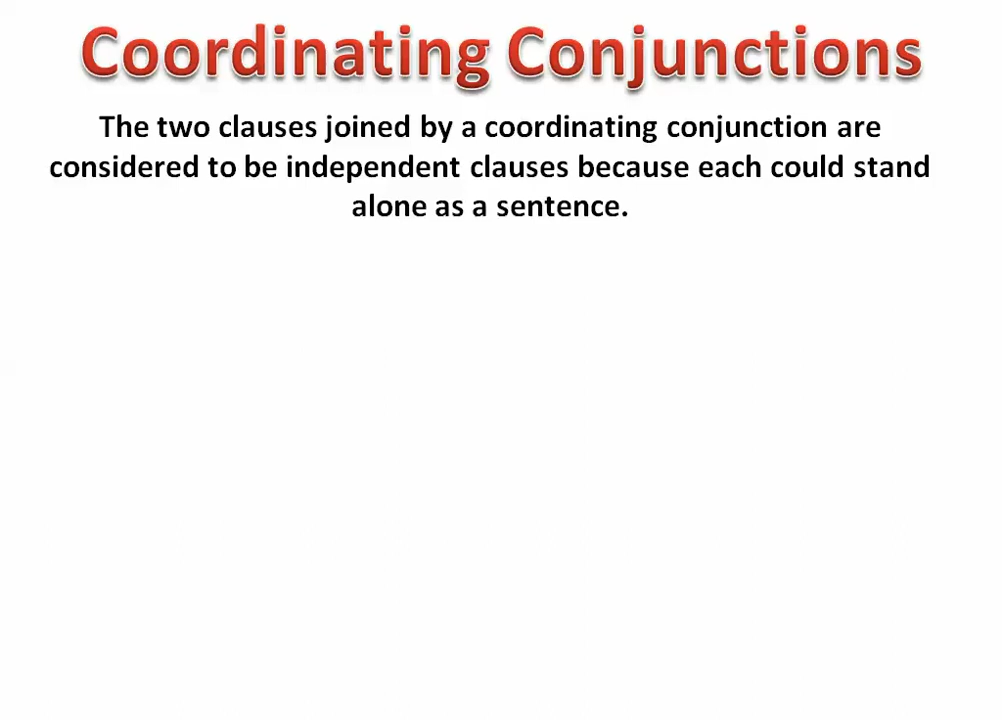 Coordinating Conjunctions
The two clauses joined by a coordinating conjunction are
considered to be independent clauses because each could stand
alone as a sentence.